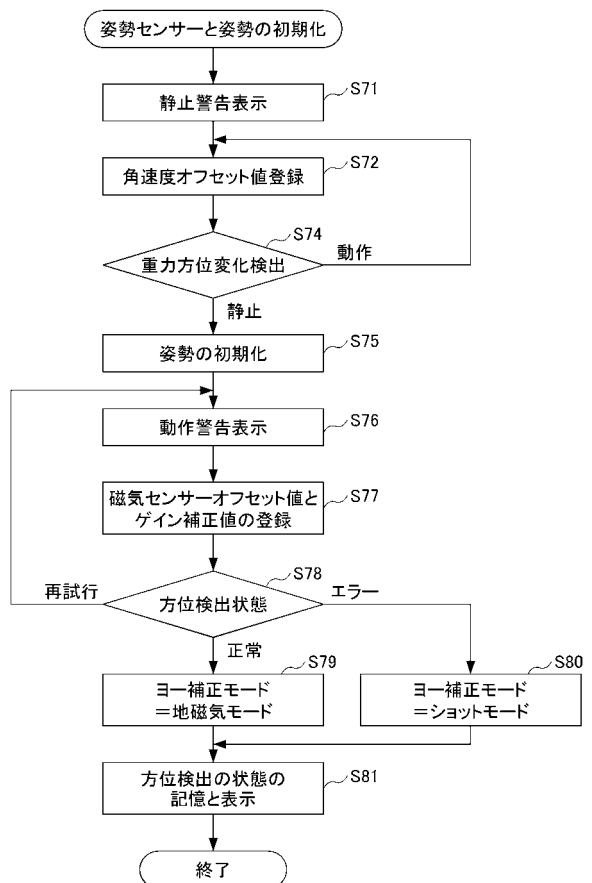 姿勢センサーと姿勢の初期化
静止警告表示
S71
角速度オフセット値登録
S72
重力方位変化検出
S74
動作
静止
姿勢の初期化
S75
動作警告表示
S76
磁気センサーオフセット値と
ゲイン補正値の登録
S77
方位検出状態
S78
再試行
エラー
正常
ヨー補正モード
=地磁気モード
S79
ヨー補正モード
=ショットモード
S80
方位検出の状態の
記憶と表示
S81
終了